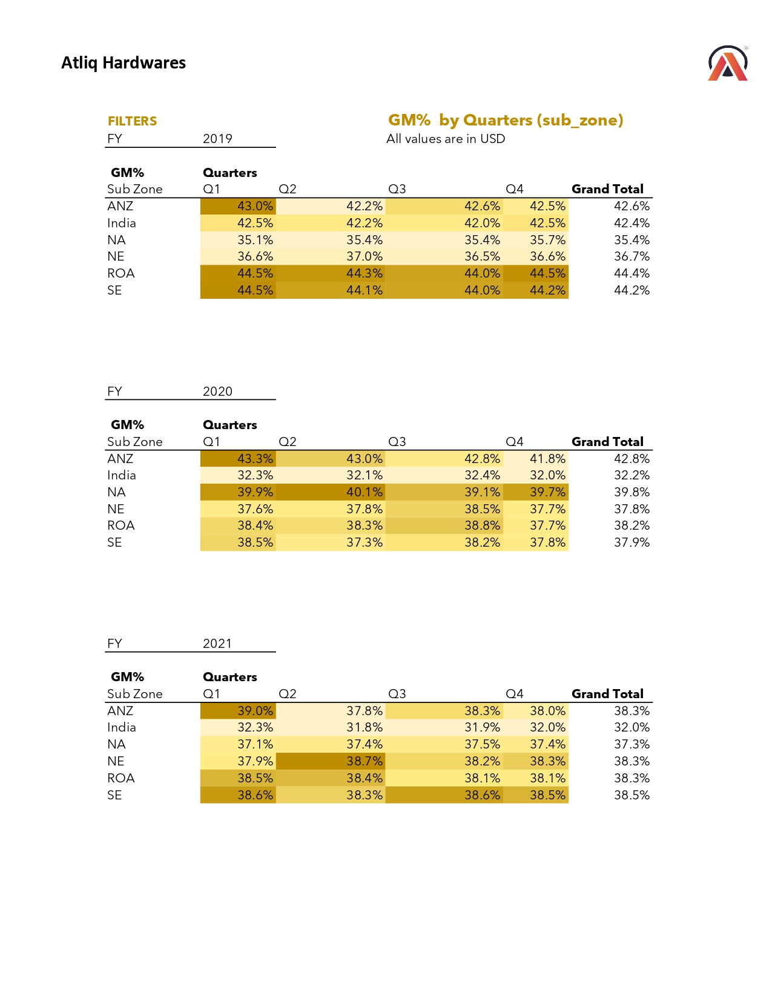 Atliq Hardwares
®
FILTERS GM% by Quarters (sub_zone)
FY 2019 All values are in USD
GM% Quarters
Sub Zone Q1 Q2 Q3 Q4 Grand Total
ANZ 43.0% 42.2% 42.6% 42.5% 42.6%
India 42.5% 42.2% 42.0% 42.5% 42.4%
NA 35.1% 35.4% 35.4% 35.7% 35.4%
NE 36.6% 37.0% 36.5% 36.6% 36.7%
ROA 44.5% 44.3% 44.0% 44.5% 44.4%
SE 44.5% 44.1% 44.0% 44.2% 44.2%
FY 2020
GM% Quarters
Sub Zone Q1 Q2 Q3 Q4 Grand Total
ANZ 43.3% 43.0% 42.8% 41.8% 42.8%
India 32.3% 32.1% 32.4% 32.0% 32.2%
NA 39.9% 40.1% 39.1% 39.7% 39.8%
NE 37.6% 37.8% 38.5% 37.7% 37.8%
ROA 38.4% 38.3% 38.8% 37.7% 38.2%
SE 38.5% 37.3% 38.2% 37.8% 37.9%
FY 2021
GM% Quarters
Sub Zone Q1 Q2 Q3 Q4 Grand Total
ANZ 39.0% 37.8% 38.3% 38.0% 38.3%
India 32.3% 31.8% 31.9% 32.0% 32.0%
NA 37.1% 37.4% 37.5% 37.4% 37.3%
NE 37.9% 38.7% 38.2% 38.3% 38.3%
ROA 38.5% 38.4% 38.1% 38.1% 38.3%
SE 38.6% 38.3% 38.6% 38.5% 38.5%